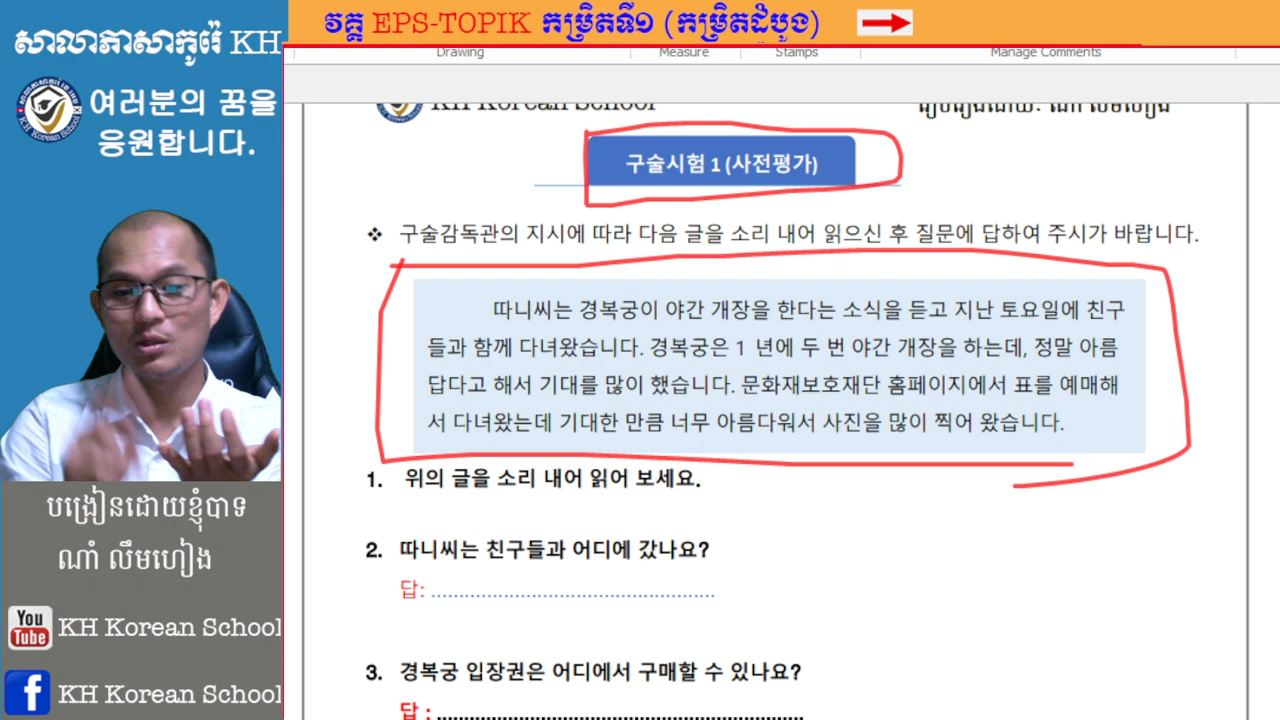 សាលាភាសាកូរ៉េ KH
វគ្គ EPS-TOPIK កម្រិតទី១ (កម្រិតដំបូង)
여러분의 꿈을
응원합니다.
Drawing Measure Stamps Manage Comments
KH Korean School រៀបរៀងដោយ: ណាំ លឹមហៀង
구술시험 1 (사전평가)
❖ 구술감독관의 지시에 따라 다음 글을 소리 내어 읽으신 후 질문에 답하여 주시가 바랍니다.
따니씨는 경복궁이 야간 개장을 한다는 소식을 듣고 지난 토요일에 친구
들과 함께 다녀왔습니다. 경복궁은 1 년에 두 번 야간 개장을 하는데, 정말 아름
답다고 해서 기대를 많이 했습니다. 문화재보호재단 홈페이지에서 표를 예매해
서 다녀왔는데 기대한 만큼 너무 아름다워서 사진을 많이 찍어 왔습니다.
1. 위의 글을 소리 내어 읽어 보세요.
2. 따니씨는 친구들과 어디에 갔나요?
답: ....................................................
3. 경복궁 입장권은 어디에서 구매할 수 있나요?
답 : ....................................................
បង្រៀនដោយខ្ញុំបាទ
ណាំ លឹមហៀង
You Tube KH Korean School
f KH Korean School